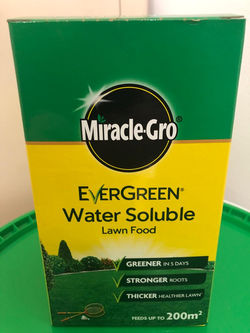 Miracle-Gro
EVERGREEN®
Water Soluble
Lawn Food
GREENER IN 5 DAYS
STRONGER ROOTS
THICKER HEALTHIER LAWN*
FEEDS UP TO 200m²